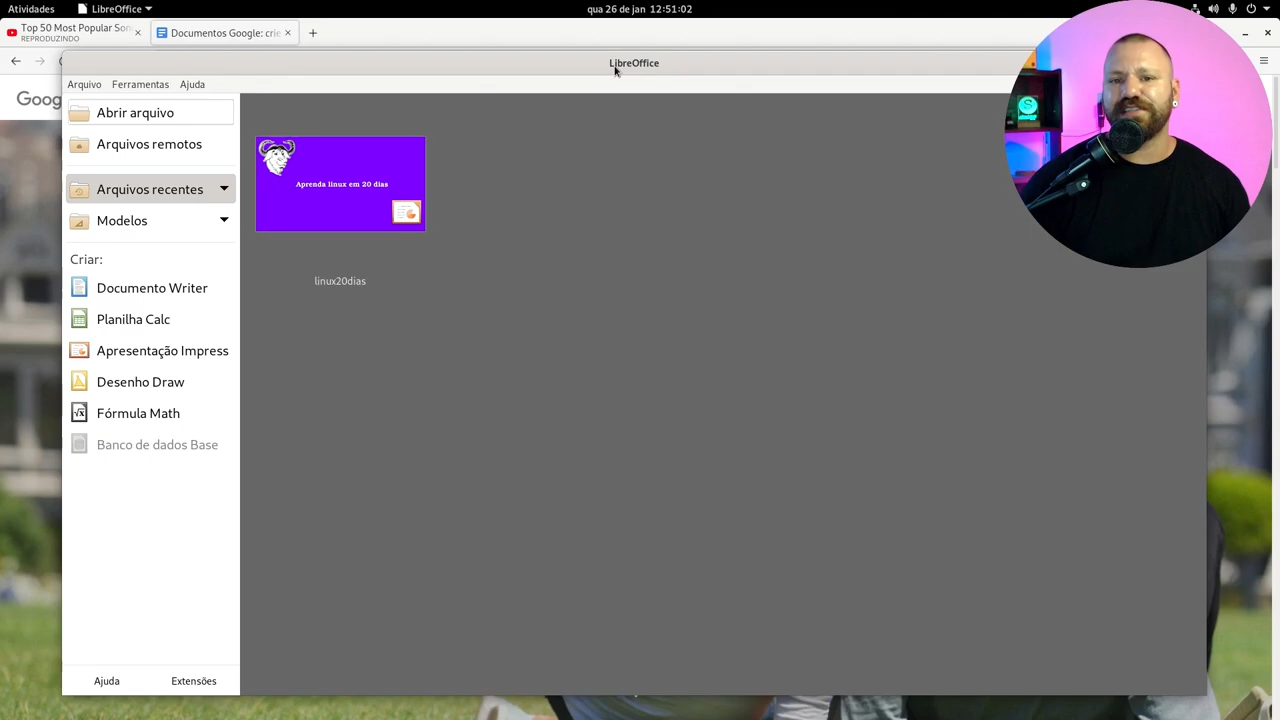 Atividades
LibreOffice
qua 26 de jan 12:51:02
Top 50 Most Popular Son
REPRODUZINDO
Documentos Google: crie
LibreOffice
Arquivo Ferramentas Ajuda
Goog
Abrir arquivo
Arquivos remotos
Arquivos recentes
Modelos
Criar:
Documento Writer
Planilha Calc
Apresentação Impress
Desenho Draw
Fórmula Math
Banco de dados Base
Aprenda linux em 20 dias
linux20dias
Ajuda
Extensões